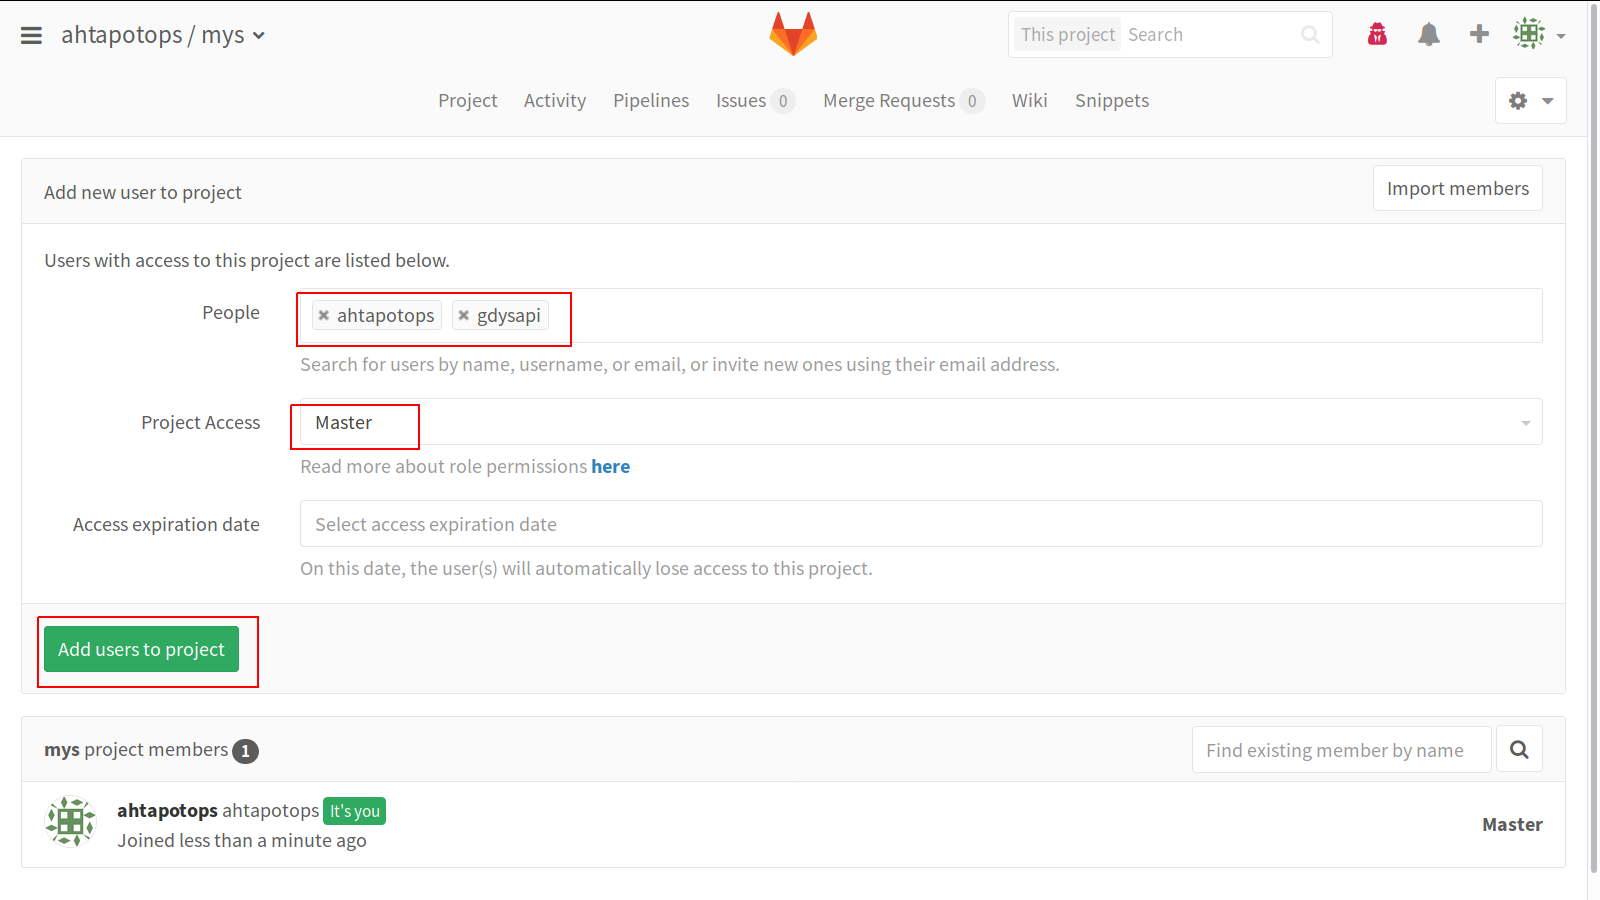 ahtapotops / mys
This project Search
Project Activity Pipelines Issues 0 Merge Requests 0 Wiki Snippets
Add new user to project
Import members
Users with access to this project are listed below.
People
ahtapotops gdysapi
Search for users by name, username, or email, or invite new ones using their email address.
Project Access
Master
Read more about role permissions here
Access expiration date
Select access expiration date
On this date, the user(s) will automatically lose access to this project.
Add users to project
mys project members 1
Find existing member by name
ahtapotops ahtapotops It's you
Joined less than a minute ago
Master